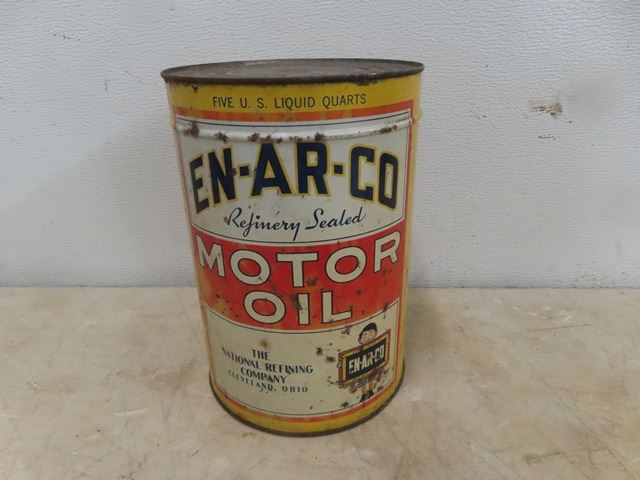 FIVE U. S. LIQUID QUARTS
EN-AR-CO
Refinery Sealed
MOTOR
OIL
THE
NATIONAL REFINING
COMPANY
CLEVELAND, OHIO
EN-AR-CO